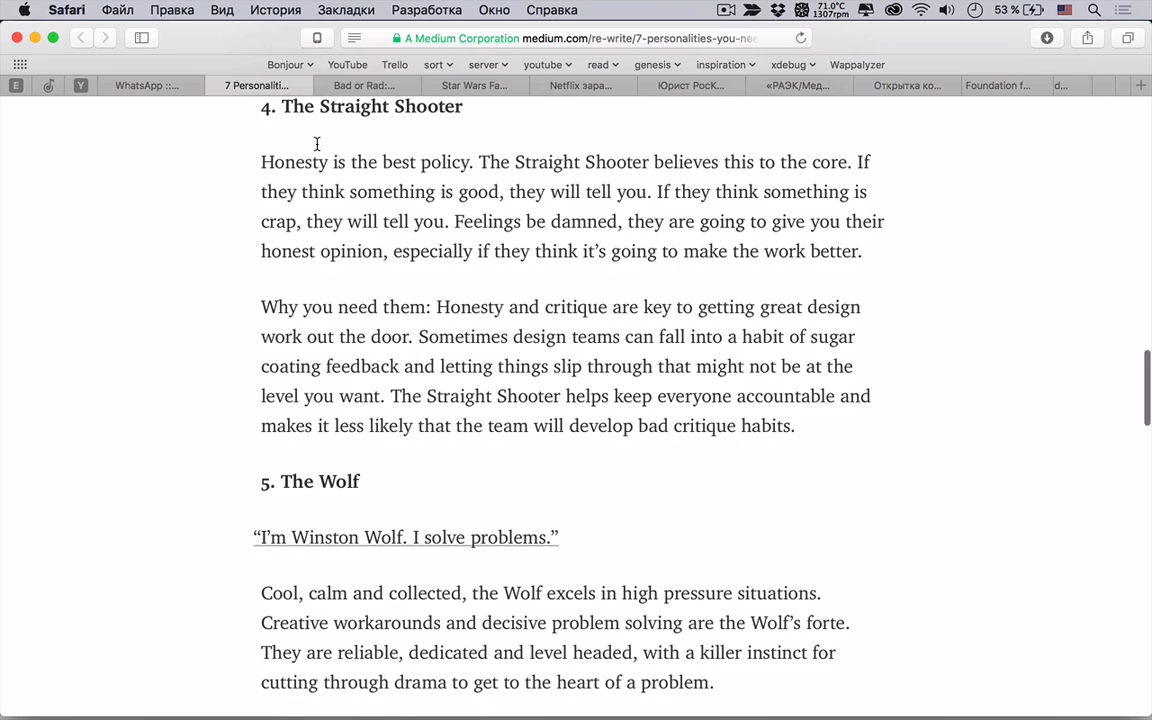 Safari Файл Правка Вид История Закладки Разработка Окно Справка 71.0°C 1307rpm 53 %
A Medium Corporation medium.com/re-write/7-personalities-you-nee
Bonjour YouTube Trello sort server youtube read genesis inspiration xdebug Wappalyzer
E Y WhatsApp ::... 7 Personaliti... Bad or Rad:... Star Wars Fa... Netflix зара... Юрист РосК... «РАЭК/Мед... Открытка ко... Foundation f... d...
4. The Straight Shooter
Honesty is the best policy. The Straight Shooter believes this to the core. If
they think something is good, they will tell you. If they think something is
crap, they will tell you. Feelings be damned, they are going to give you their
honest opinion, especially if they think it’s going to make the work better.
Why you need them: Honesty and critique are key to getting great design
work out the door. Sometimes design teams can fall into a habit of sugar
coating feedback and letting things slip through that might not be at the
level you want. The Straight Shooter helps keep everyone accountable and
makes it less likely that the team will develop bad critique habits.
5. The Wolf
“I’m Winston Wolf. I solve problems.”
Cool, calm and collected, the Wolf excels in high pressure situations.
Creative workarounds and decisive problem solving are the Wolf’s forte.
They are reliable, dedicated and level headed, with a killer instinct for
cutting through drama to get to the heart of a problem.